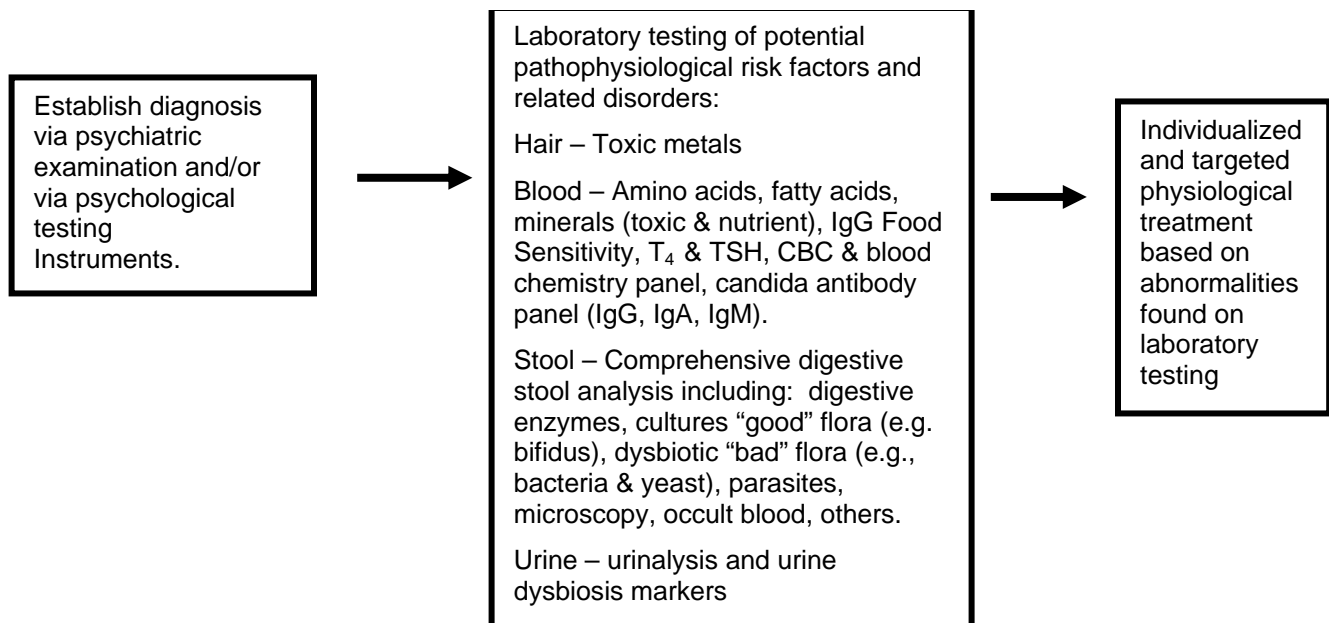 Establish diagnosis
via psychiatric
examination and/or
via psychological
testing
Instruments.
Laboratory testing of potential
pathophysiological risk factors and
related disorders:
Hair – Toxic metals
Blood – Amino acids, fatty acids,
minerals (toxic & nutrient), IgG Food
Sensitivity, T₄ & TSH, CBC & blood
chemistry panel, candida antibody
panel (IgG, IgA, IgM).
Stool – Comprehensive digestive
stool analysis including:  digestive
enzymes, cultures “good” flora (e.g.
bifidus), dysbiotic “bad” flora (e.g.,
bacteria & yeast), parasites,
microscopy, occult blood, others.
Urine – urinalysis and urine
dysbiosis markers
Individualized
and targeted
physiological
treatment
based on
abnormalities
found on
laboratory
testing